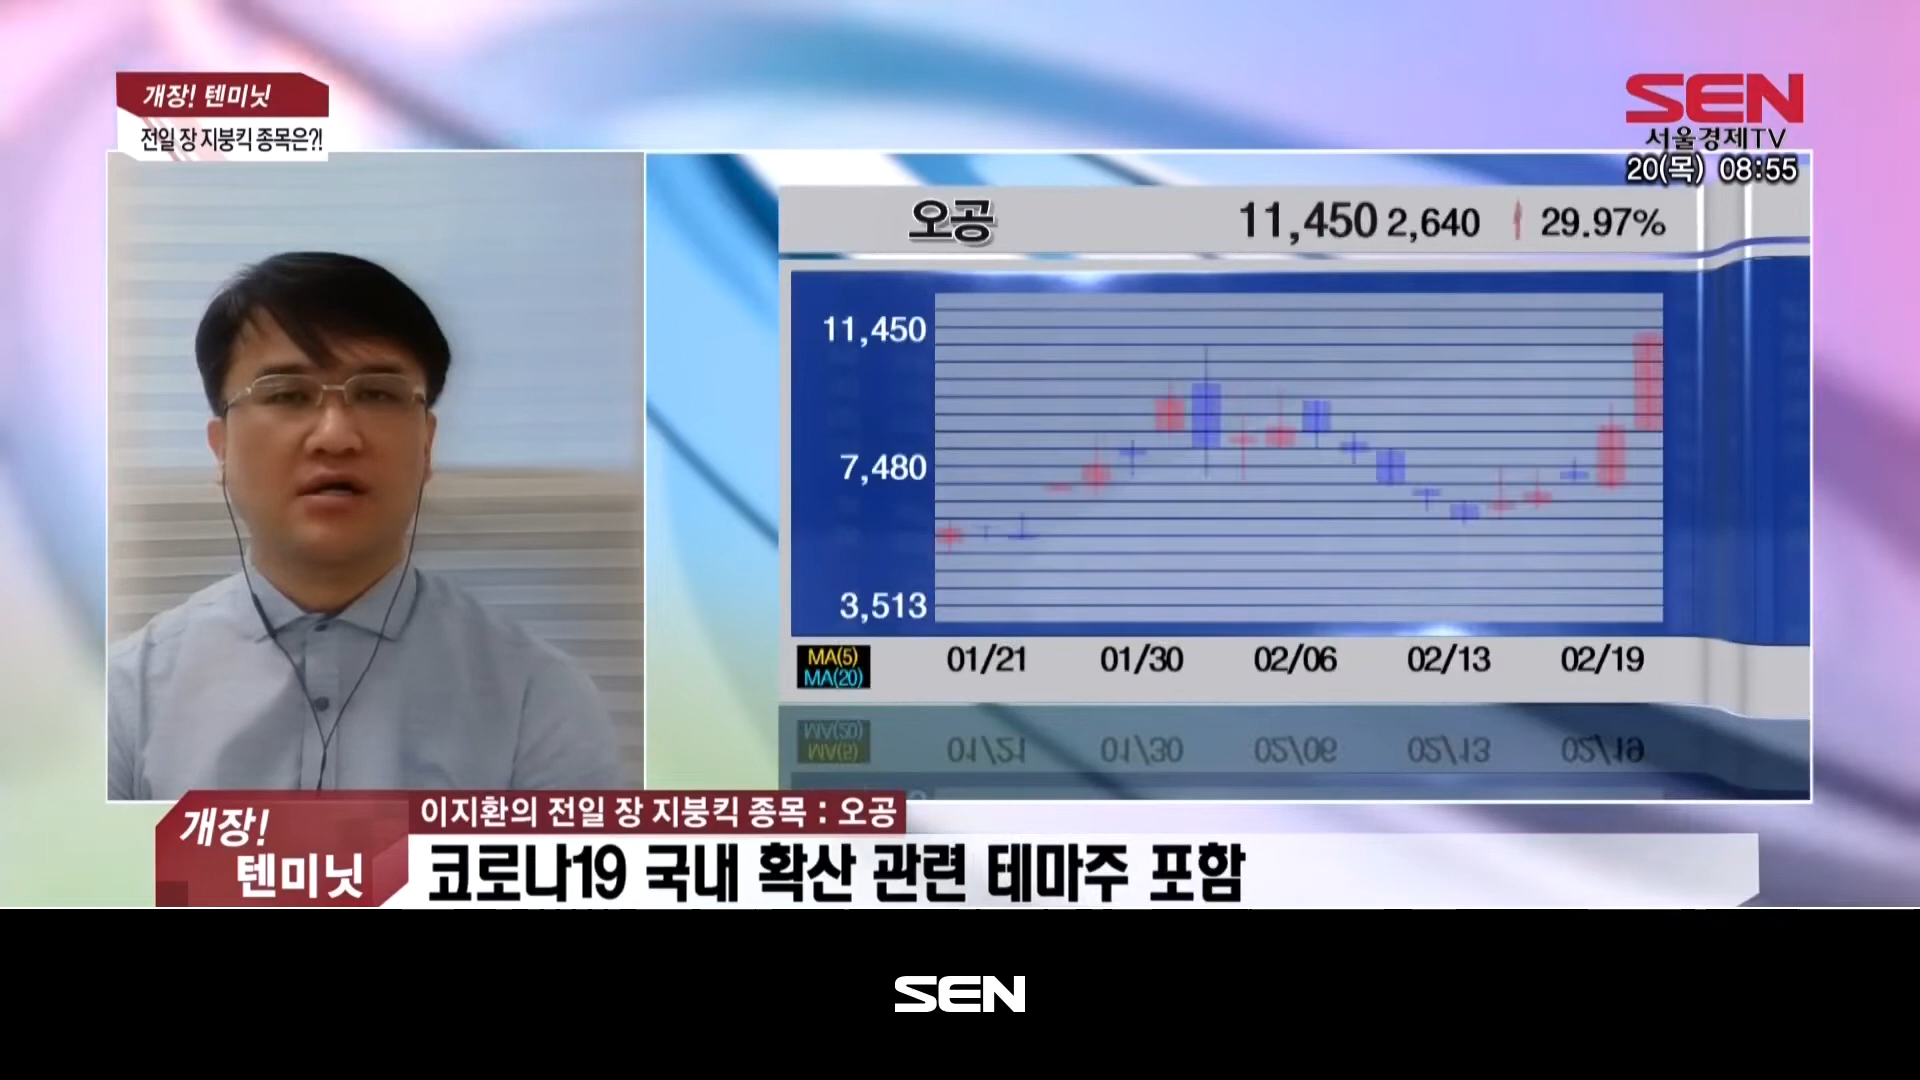 개장! 텐미닛
전일 장 지붕킥 종목은?!
SEN
서울경제TV
20(목) 08:55
오공 11,450 2,640 29.97%
11,450
7,480
3,513
MA(5)
MA(20)
01/21 01/30 02/06 02/13 02/19
개장!
텐미닛
이지환의 전일 장 지붕킥 종목 : 오공
코로나19 국내 확산 관련 테마주 포함
SEN